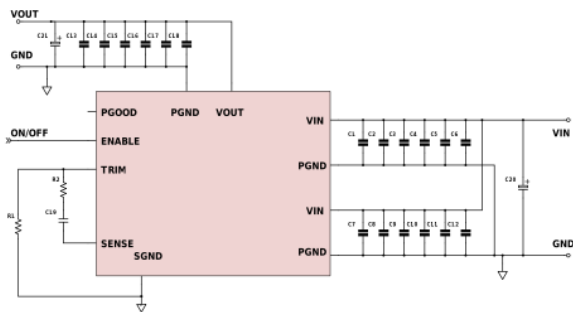 VOUT
C21 + C13 C14 C15 C16 C17 C18
GND
PGOOD PGND VOUT
VIN
VIN
ON/OFF
ENABLE
C1 C2 C3 C4 C5 C6
TRIM
PGND
R2
C20 +
C19
R1
VIN
C7 C8 C9 C10 C11 C12
SENSE
GND
SGND
PGND